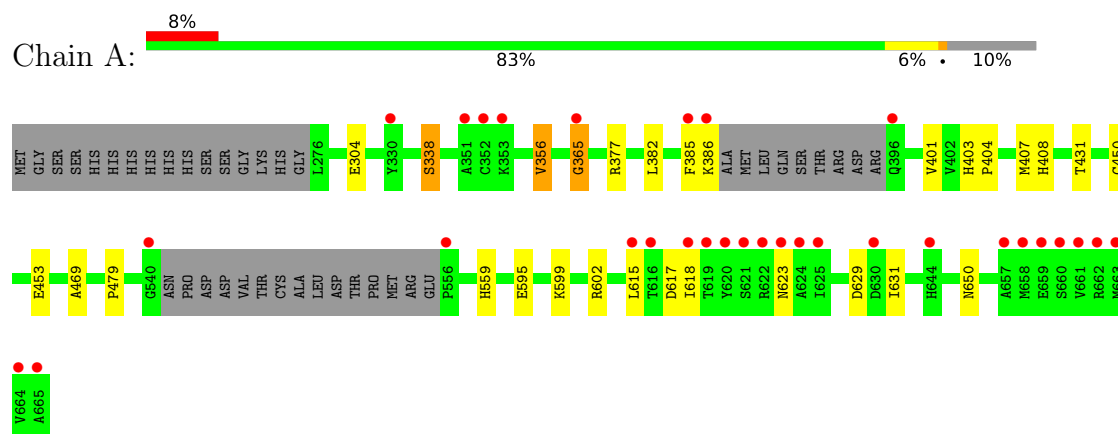 8%
Chain A:
83% 6% • 10%
MET GLY SER SER HIS HIS HIS HIS HIS HIS SER SER GLY LYS HIS GLY L276 E304 Y330 S338 A351 C352 K353 V356 G365 R377 L382 F385 K386 ALA MET LEU GLN SER THR ARG ASP ARG Q396 V401 V402 H403 P404 M407 H408 T431 C450
E453 A469 P479 G540 ASN PRO ASP ASP VAL THR CYS ALA LEU ASP THR PRO MET ARG GLU P556 H559 E595 K599 R602 L615 T616 D617 I618 T619 Y620 S621 R622 N623 A624 I625 D629 D630 I631 H644 N650 A657 M658 E659 S660 V661 R662 M663
V664 A665